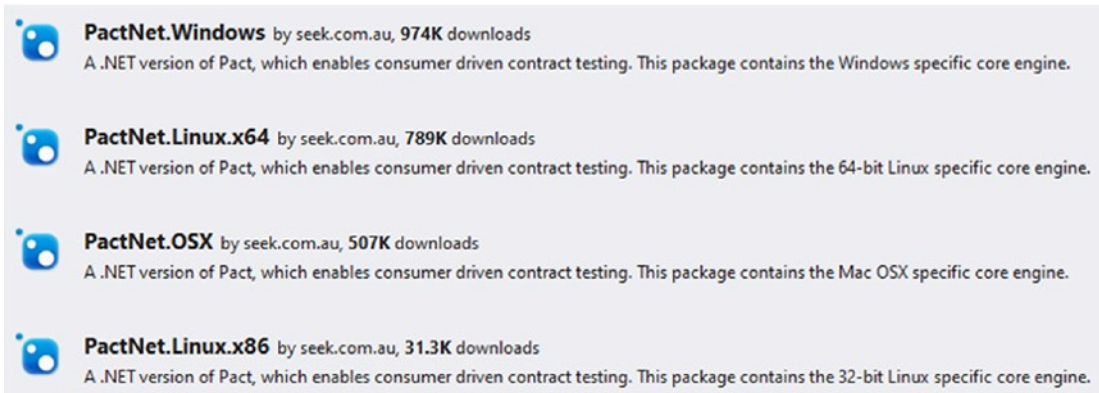 PactNet.Windows by seek.com.au, 974K downloads
A .NET version of Pact, which enables consumer driven contract testing. This package contains the Windows specific core engine.
PactNet.Linux.x64 by seek.com.au, 789K downloads
A .NET version of Pact, which enables consumer driven contract testing. This package contains the 64-bit Linux specific core engine.
PactNet.OSX by seek.com.au, 507K downloads
A .NET version of Pact, which enables consumer driven contract testing. This package contains the Mac OSX specific core engine.
PactNet.Linux.x86 by seek.com.au, 31.3K downloads
A .NET version of Pact, which enables consumer driven contract testing. This package contains the 32-bit Linux specific core engine.